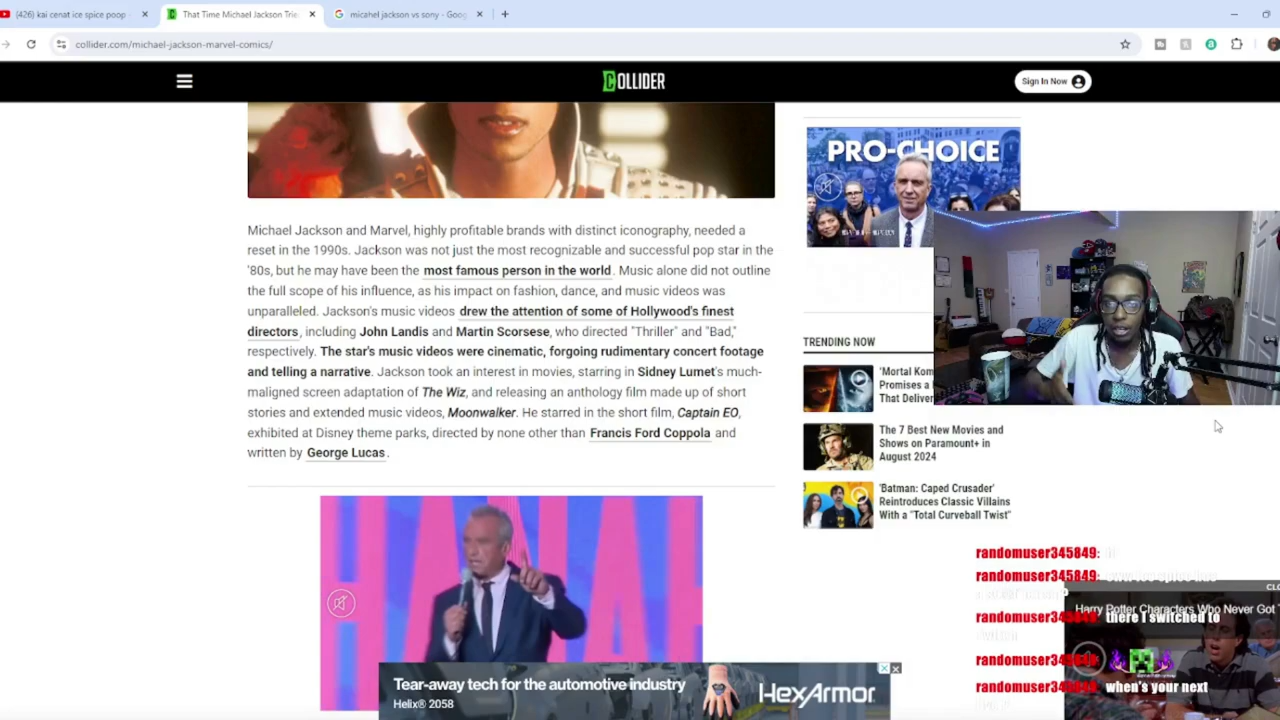 (426) kai cenat ice spice poop -
That Time Michael Jackson Trie
micahel jackson vs sony - Goog
collider.com/michael-jackson-marvel-comics/
COLLIDER
Sign In Now
PRO-CHOICE
Michael Jackson and Marvel, highly profitable brands with distinct iconography, needed a
reset in the 1990s. Jackson was not just the most recognizable and successful pop star in the
'80s, but he may have been the most famous person in the world. Music alone did not outline
the full scope of his influence, as his impact on fashion, dance, and music videos was
unparalleled. Jackson's music videos drew the attention of some of Hollywood's finest
directors, including John Landis and Martin Scorsese, who directed "Thriller" and "Bad,"
respectively. The star's music videos were cinematic, forgoing rudimentary concert footage
and telling a narrative. Jackson took an interest in movies, starring in Sidney Lumet's much-
maligned screen adaptation of The Wiz, and releasing an anthology film made up of short
stories and extended music videos, Moonwalker. He starred in the short film, Captain EO,
exhibited at Disney theme parks, directed by none other than Francis Ford Coppola and
written by George Lucas.
TRENDING NOW
'Mortal Kom
Promises a
That Deliver
The 7 Best New Movies and
Shows on Paramount+ in
August 2024
'Batman: Caped Crusader'
Reintroduces Classic Villains
With a "Total Curveball Twist"
randomuser345849:
randomuser345849:
CLO
Harry Potter Characters Who Never Got
randomuser345849: there I switched to
randomuser345849:
randomuser345849: when's your next
Tear-away tech for the automotive industry
Helix® 2058
HEXARMOR